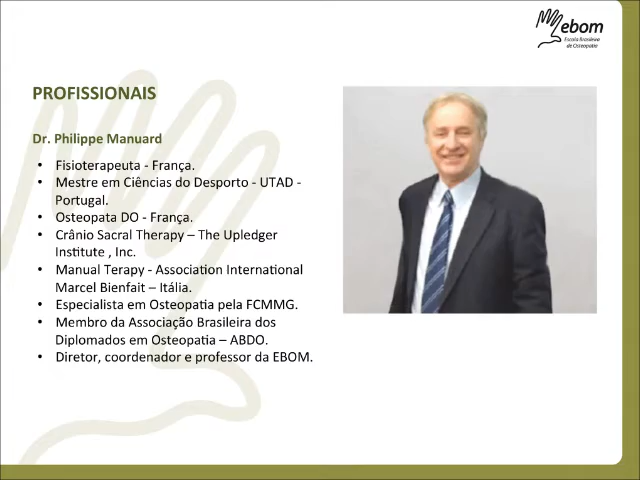 ebom
Escola Brasileira
de Osteopatia
PROFISSIONAIS
Dr. Philippe Manuard
• Fisioterapeuta - França.
• Mestre em Ciências do Desporto - UTAD -
Portugal.
• Osteopata DO - França.
• Crânio Sacral Therapy – The Upledger
Institute , Inc.
• Manual Terapy - Association International
Marcel Bienfait – Itália.
• Especialista em Osteopatia pela FCMMG.
• Membro da Associação Brasileira dos
Diplomados em Osteopatia – ABDO.
• Diretor, coordenador e professor da EBOM.